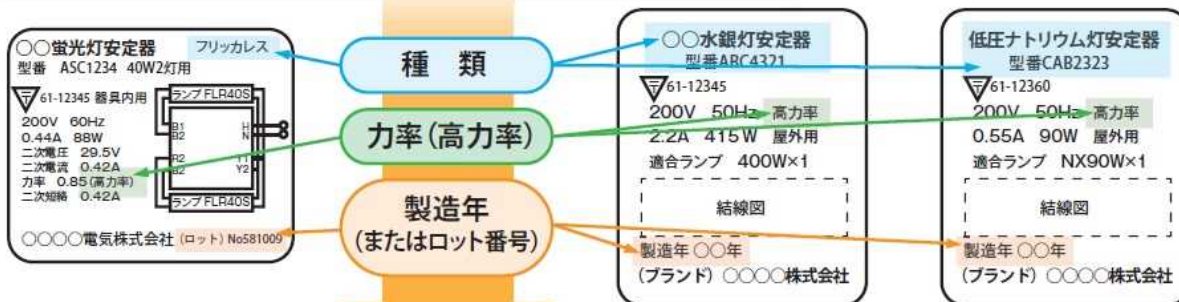 ○○蛍光灯安定器 フリッカレス
型番 ASC1234 40W2灯用
〒61-12345 器具内用
200V 60Hz
0.44A 88W
二次電圧 29.5V
二次電流 0.42A
力率 0.85(高力率)
二次短絡 0.42A
ランプ FLR40S
B1 H
B2 N
R2 Y1
B2 Y2
ランプ FLR40S
○○○○電気株式会社 (ロット) No581009
種 類
力率(高力率)
製造年
(またはロット番号)
○○水銀灯安定器
型番ABC4321
〒61-12345
200V 50Hz 高力率
2.2A 415W 屋外用
適合ランプ 400W×1
結線図
製造年 ○○年
(ブランド) ○○○○株式会社
低圧ナトリウム灯安定器
型番CAB2323
〒61-12360
200V 50Hz 高力率
0.55A 90W 屋外用
適合ランプ NX90W×1
結線図
製造年 ○○年
(ブランド) ○○○○株式会社